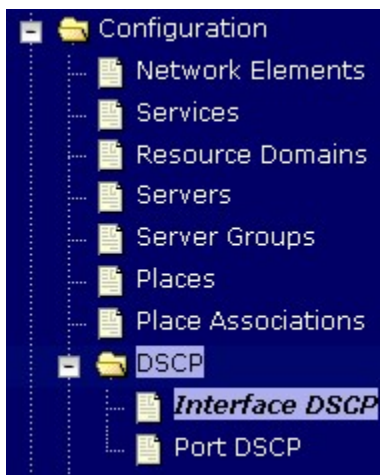 Configuration
Network Elements
Services
Resource Domains
Servers
Server Groups
Places
Place Associations
DSCP
Interface DSCP
Port DSCP